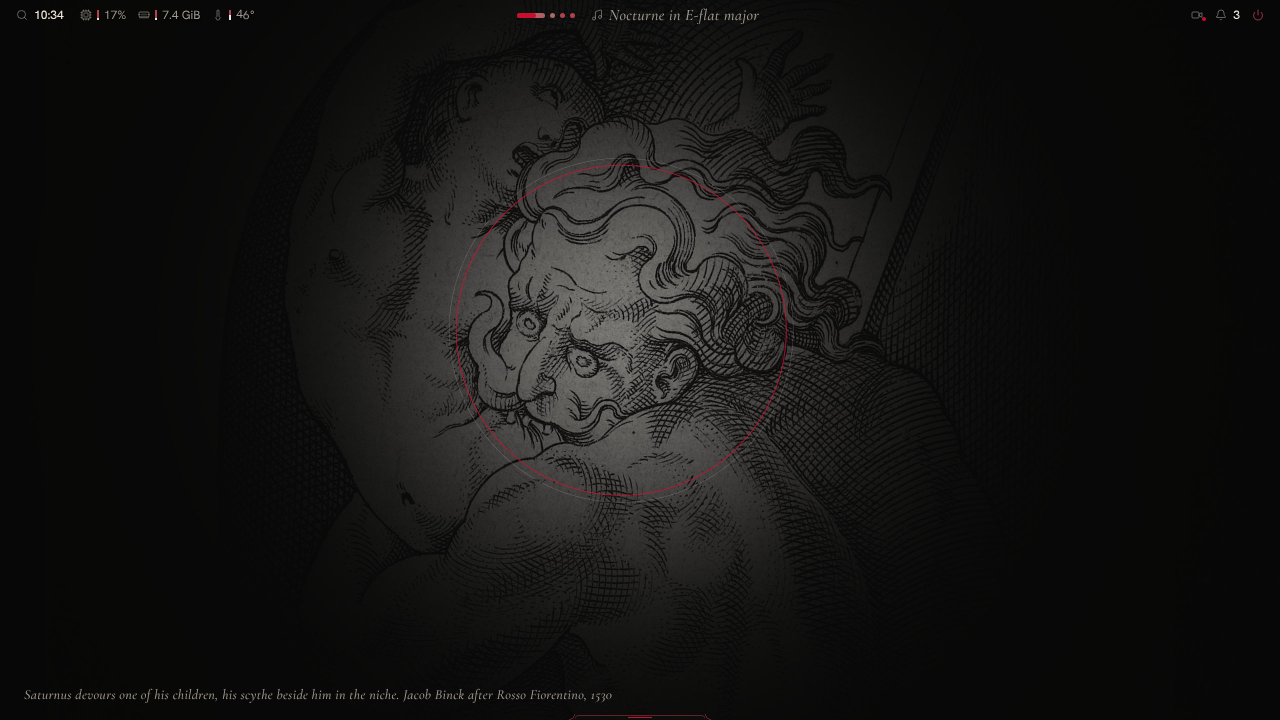 10:34 17% 7.4 GiB 46° Nocturne in E-flat major 3
Saturnus devours one of his children, his scythe beside him in the niche. Jacob Binck after Rosso Fiorentino, 1530